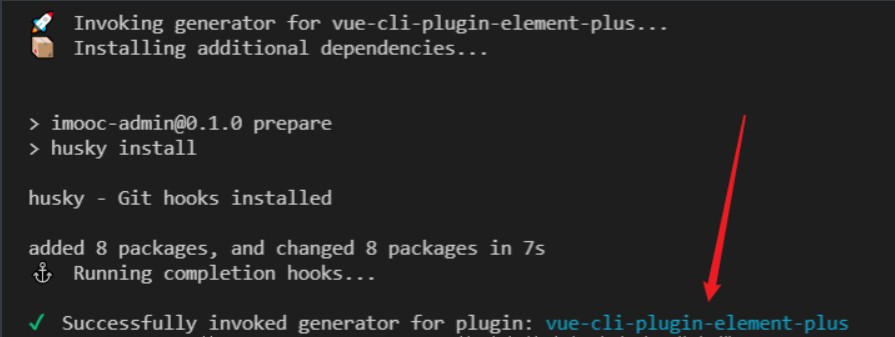 🚀 Invoking generator for vue-cli-plugin-element-plus...
📦 Installing additional dependencies...
> imooc-admin@0.1.0 prepare
> husky install
husky - Git hooks installed
added 8 packages, and changed 8 packages in 7s
⚓ Running completion hooks...
✓ Successfully invoked generator for plugin: vue-cli-plugin-element-plus